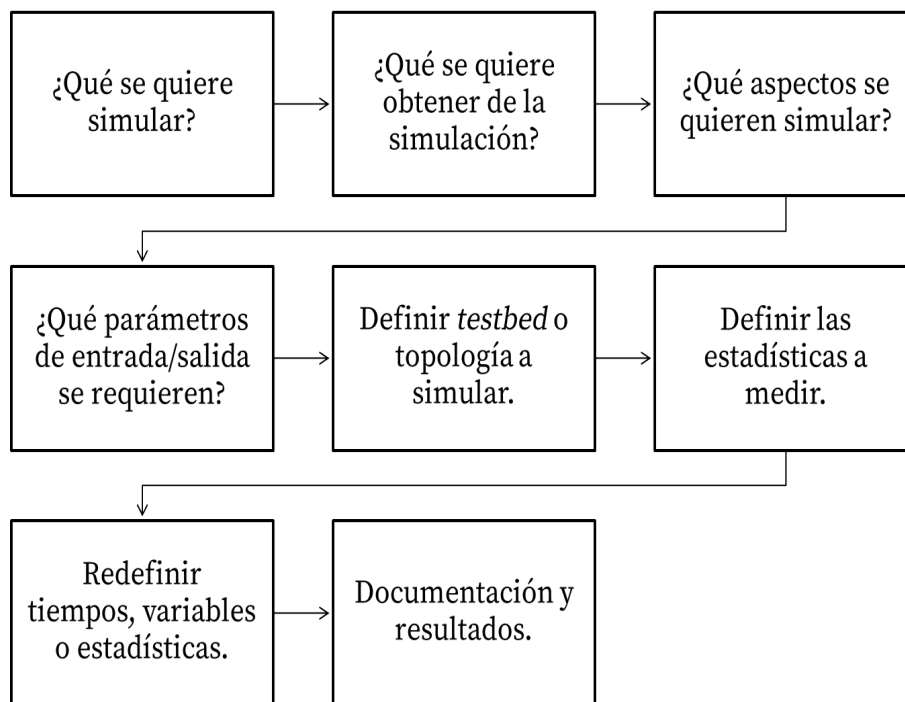 ¿Qué se quiere
simular?
¿Qué se quiere
obtener de la
simulación?
¿Qué aspectos se
quieren simular?
¿Qué parámetros
de entrada/salida
se requieren?
Definir testbed o
topología a
simular.
Definir las
estadísticas a
medir.
Redefinir
tiempos, variables
o estadísticas.
Documentación y
resultados.